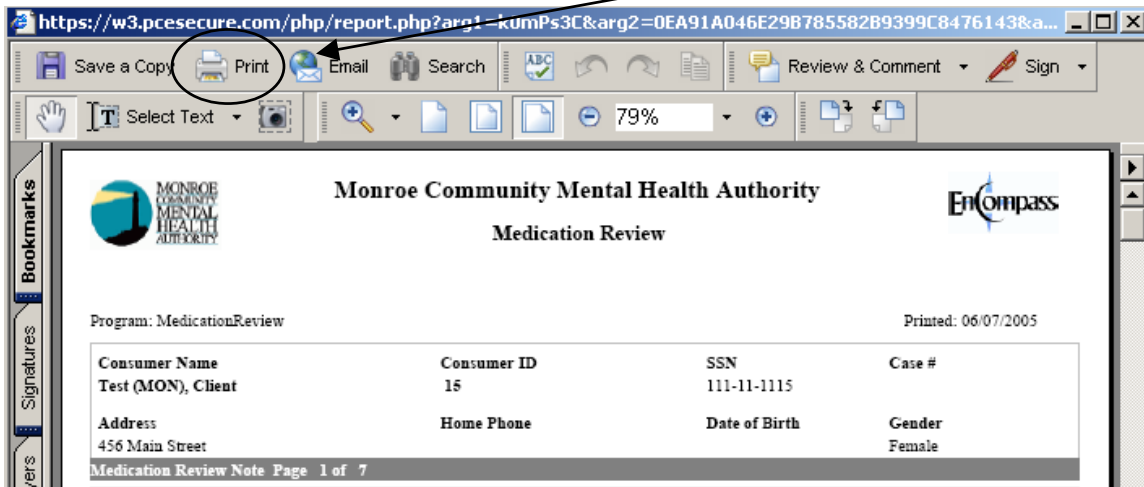 https://w3.pcesecure.com/php/report.php?arg1=kUmPs3C&arg2=0EA91A046E29B785582B9399C8476143&a...
Save a Copy Print Email Search ABC Review & Comment Sign
T Select Text 79%
Bookmarks
Signatures
MONROE
COMMUNITY
MENTAL
HEALTH
AUTHORITY
Monroe Community Mental Health Authority
EnCompass
Medication Review
Program: MedicationReview Printed: 06/07/2005
Consumer Name Consumer ID SSN Case #
Test (MON), Client 15 111-11-1115
Address Home Phone Date of Birth Gender
456 Main Street Female
Medication Review Note Page 1 of 7